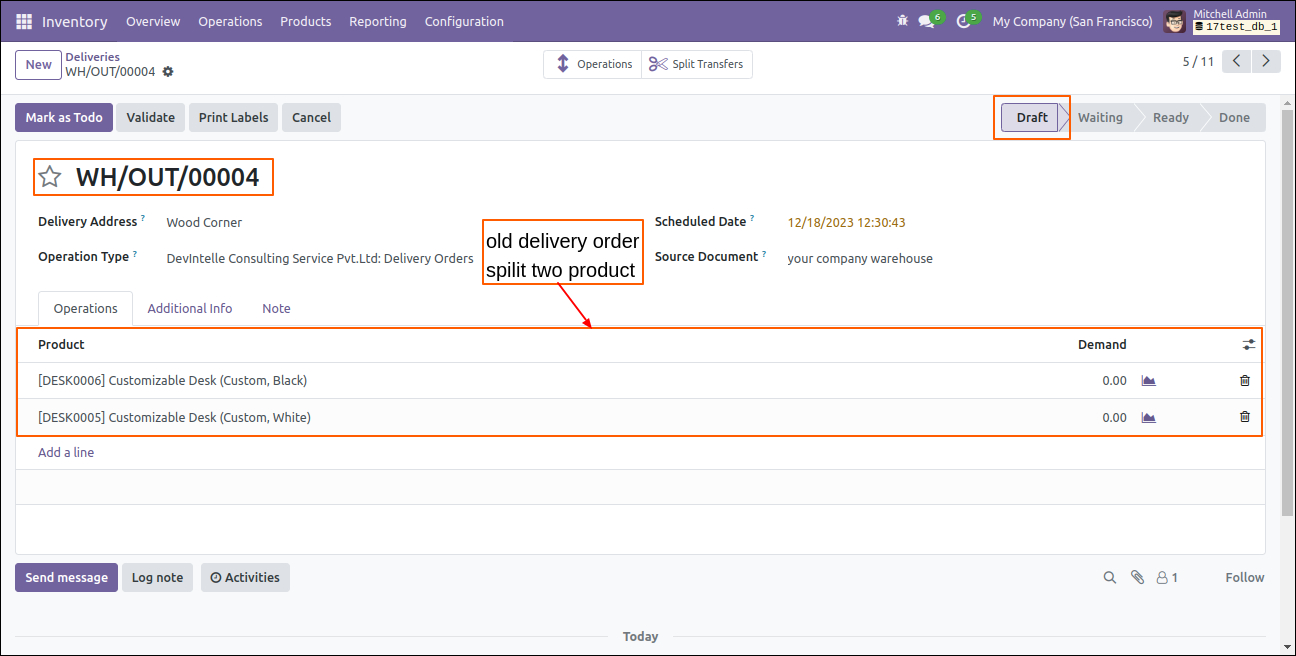 Inventory Overview Operations Products Reporting Configuration 6 5 My Company (San Francisco) Mitchell Admin
17test_db_1
New Deliveries
WH/OUT/00004
Operations Split Transfers
5 / 11
Mark as Todo Validate Print Labels Cancel
Draft Waiting Ready Done
WH/OUT/00004
Delivery Address ? Wood Corner
Scheduled Date ? 12/18/2023 12:30:43
Operation Type ? DevIntelle Consulting Service Pvt.Ltd: Delivery Orders
Source Document ? your company warehouse
old delivery order
spilit two product
Operations Additional Info Note
Product Demand
[DESK0006] Customizable Desk (Custom, Black) 0.00
[DESK0005] Customizable Desk (Custom, White) 0.00
Add a line
Send message Log note Activities 1 Follow
Today